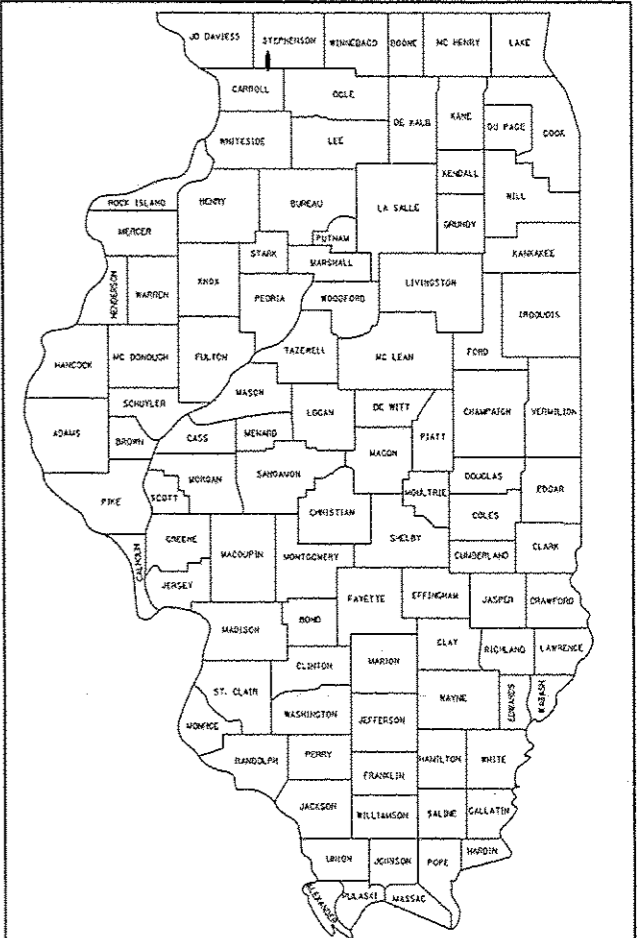 JO DAVIESS STEPHENSON WINNEBAGO BOONE MC HENRY LAKE
CARROLL OGLE DE KALB KANE DU PAGE COOK
WHITESIDE LEE
KENDALL WILL
ROCK ISLAND HENRY BUREAU LA SALLE GRUNDY
MERCER PUTNAM KANKAKEE
STARK MARSHALL
HENDERSON WARREN KNOX PEORIA WOODFORD LIVINGSTON IROQUOIS
HANCOCK MC DONOUGH FULTON TAZEWELL MC LEAN FORD
MASON
SCHUYLER LOGAN DE WITT CHAMPAIGN VERMILION
ADAMS BROWN CASS MENARD PIATT
MACON
PIKE SCOTT MORGAN SANGAMON MOULTRIE DOUGLAS EDGAR
CHRISTIAN COLES
CALHOUN GREENE MACOUPIN MONTGOMERY SHELBY CUMBERLAND CLARK
JERSEY
FAYETTE EFFINGHAM JASPER CRAWFORD
MADISON BOND
CLAY RICHLAND LAWRENCE
CLINTON MARION
ST. CLAIR WAYNE EDWARDS WABASH
MONROE WASHINGTON JEFFERSON
RANDOLPH PERRY HAMILTON WHITE
FRANKLIN
JACKSON WILLIAMSON SALINE GALLATIN
UNION JOHNSON POPE HARDIN
ALEXANDER PULASKI MASSAC